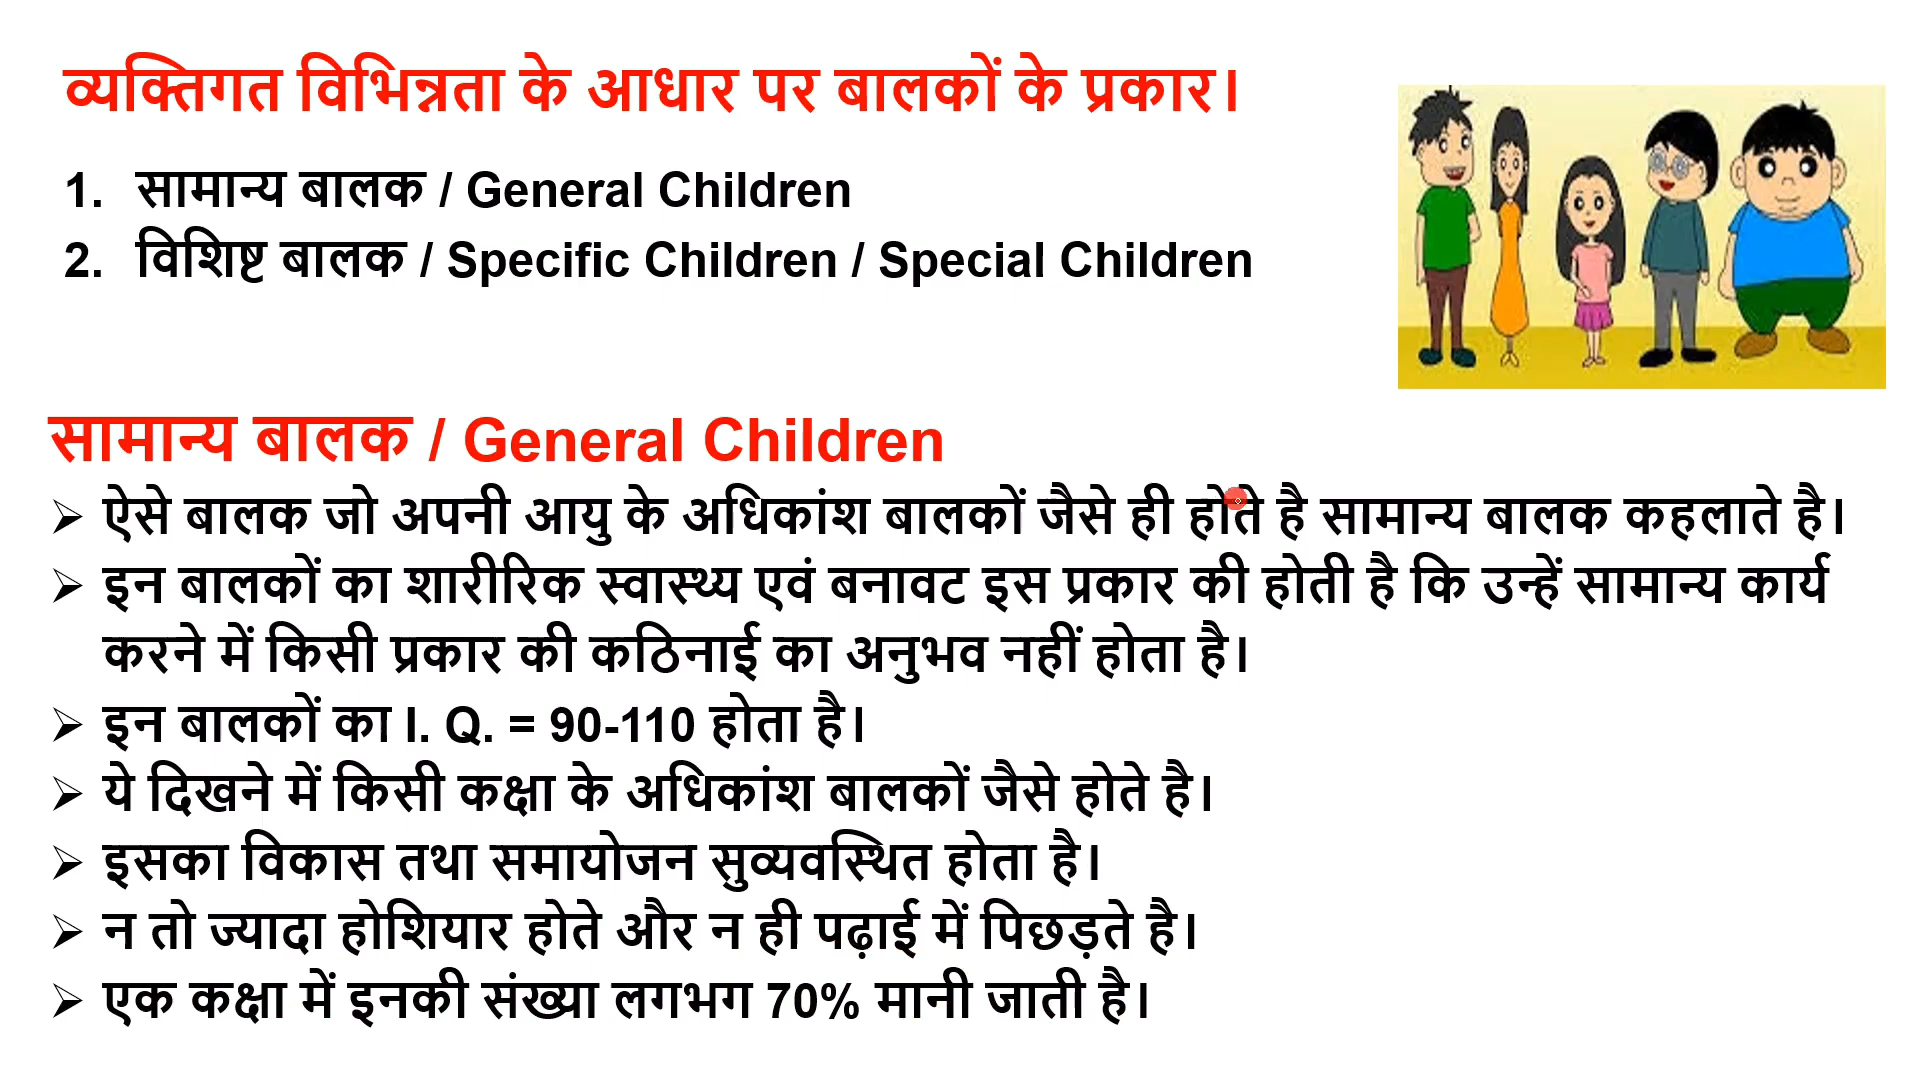 व्यक्तिगत विभिन्नता के आधार पर बालकों के प्रकार।
1. सामान्य बालक / General Children
2. विशिष्ट बालक / Specific Children / Special Children
सामान्य बालक / General Children
➢ ऐसे बालक जो अपनी आयु के अधिकांश बालकों जैसे ही होते है सामान्य बालक कहलाते है।
➢ इन बालकों का शारीरिक स्वास्थ्य एवं बनावट इस प्रकार की होती है कि उन्हें सामान्य कार्य
करने में किसी प्रकार की कठिनाई का अनुभव नहीं होता है।
➢ इन बालकों का I. Q. = 90-110 होता है।
➢ ये दिखने में किसी कक्षा के अधिकांश बालकों जैसे होते है।
➢ इसका विकास तथा समायोजन सुव्यवस्थित होता है।
➢ न तो ज्यादा होशियार होते और न ही पढ़ाई में पिछड़ते है।
➢ एक कक्षा में इनकी संख्या लगभग 70% मानी जाती है।